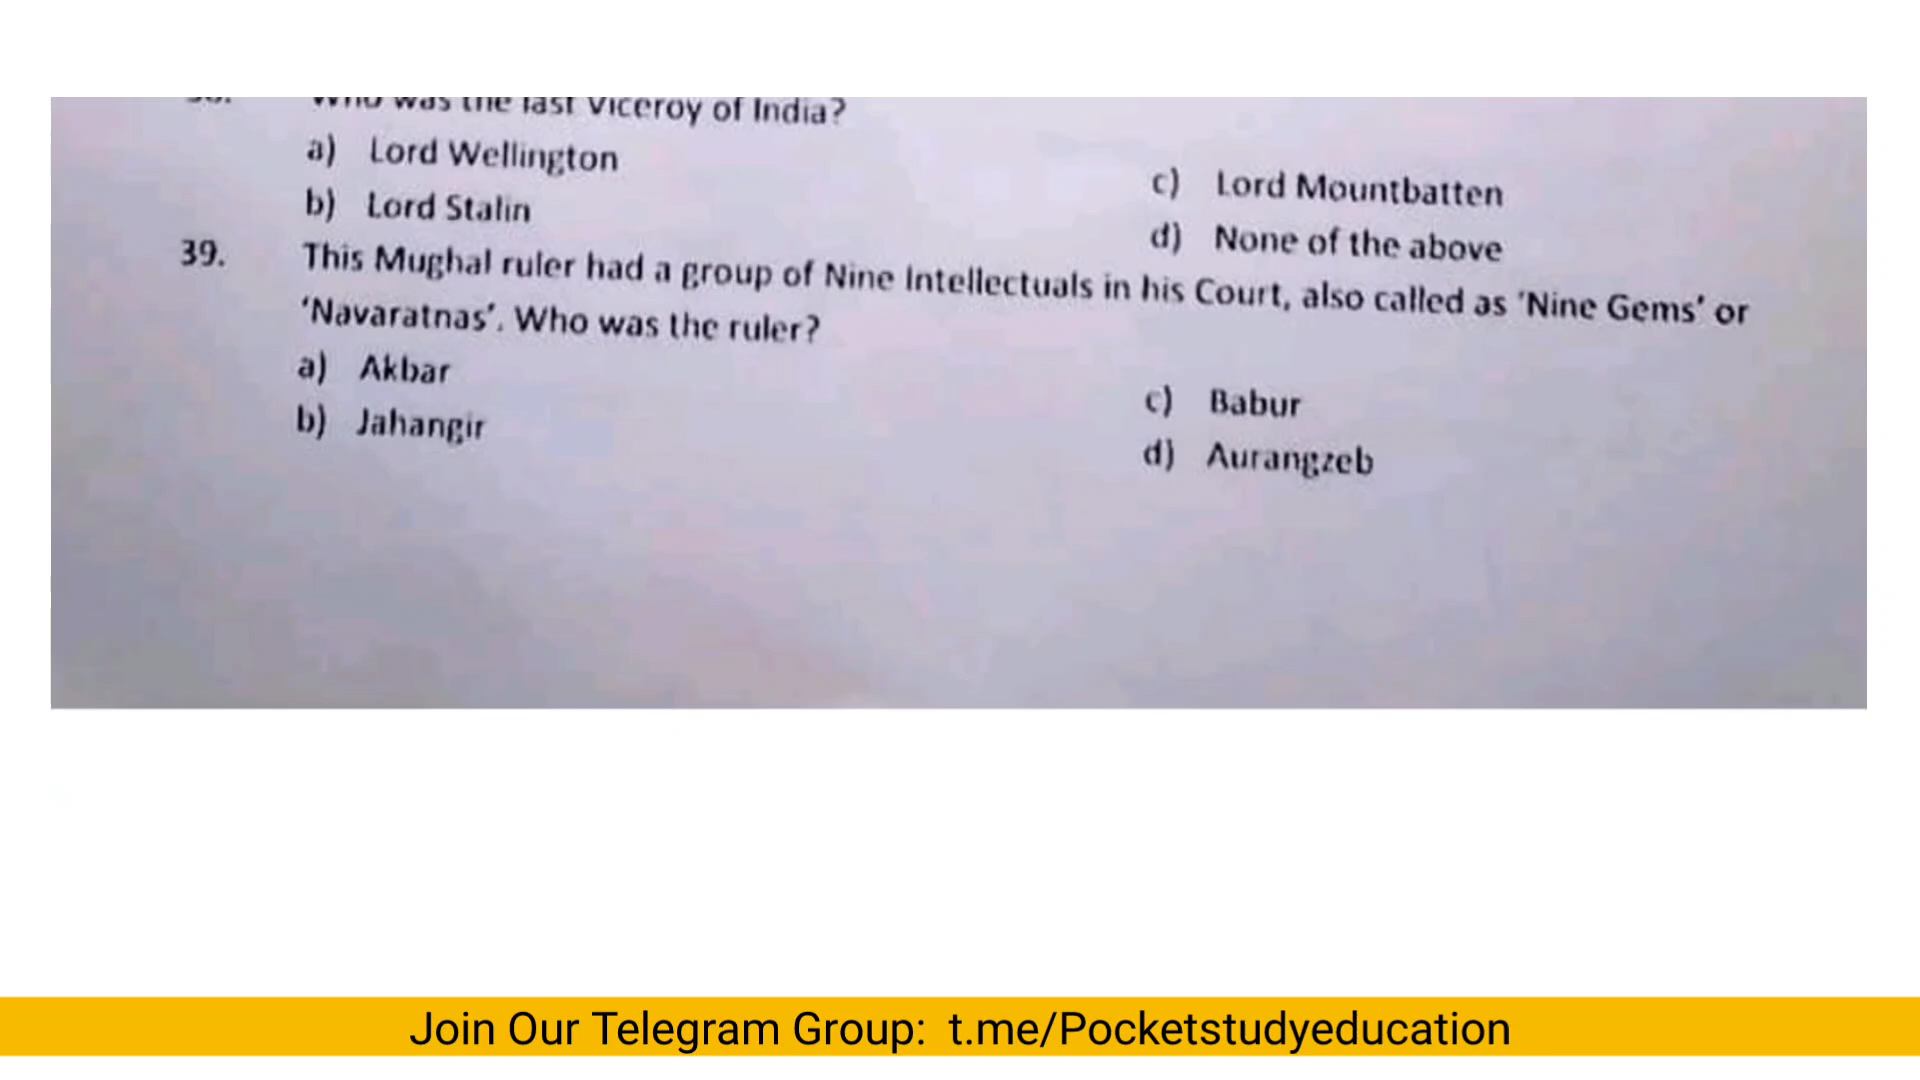 Who was the last Viceroy of India?
a) Lord Wellington
b) Lord Stalin
c) Lord Mountbatten
d) None of the above
39. This Mughal ruler had a group of Nine Intellectuals in his Court, also called as 'Nine Gems' or
'Navaratnas'. Who was the ruler?
a) Akbar
b) Jahangir
c) Babur
d) Aurangzeb
Join Our Telegram Group: t.me/Pocketstudyeducation